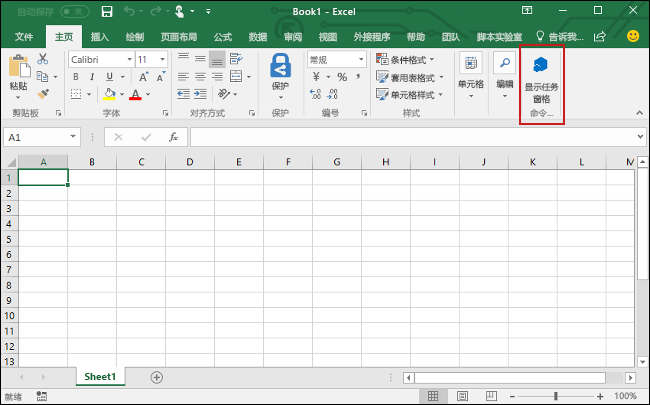 自动保存 关 Book1 - Excel
文件 主页 插入 绘制 页面布局 公式 数据 审阅 视图 外接程序 帮助 团队 脚本实验室 告诉我...
粘贴 Calibri 11 B I U A A A 保护 常规 ¥ % , 条件格式 套用表格式 单元格样式 单元格 编辑 显示任务
窗格
剪贴板 字体 对齐方式 保护 编号 样式 命令...
A1 fx
A B C D E F G H I J K L M
1
2
3
4
5
6
7
8
9
10
11
12
13
Sheet1
就绪 100%